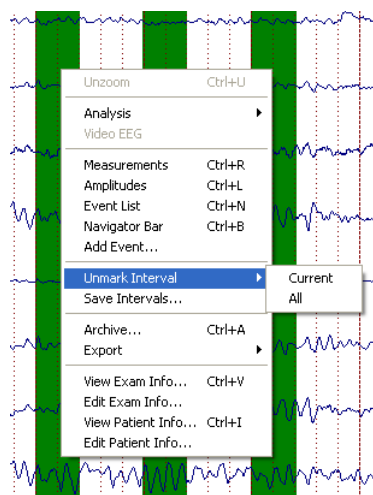 Unzoom Ctrl+U
Analysis
Video EEG
Measurements Ctrl+R
Amplitudes Ctrl+L
Event List Ctrl+N
Navigator Bar Ctrl+B
Add Event...
Unmark Interval Current
Save Intervals... All
Archive... Ctrl+A
Export
View Exam Info... Ctrl+V
Edit Exam Info...
View Patient Info... Ctrl+I
Edit Patient Info...